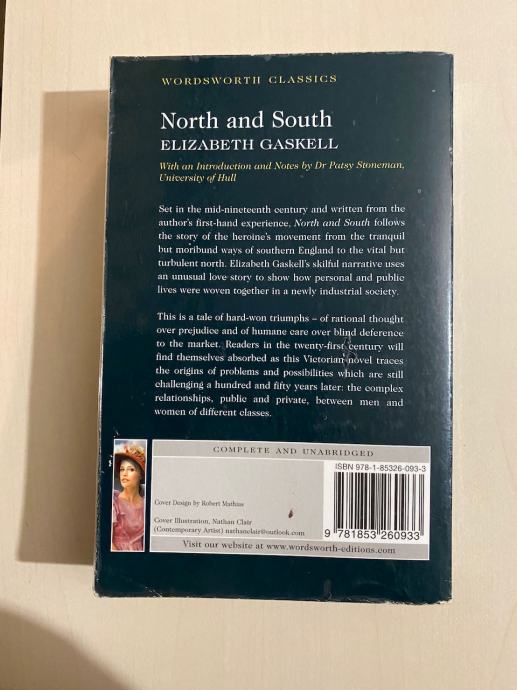 WORDSWORTH CLASSICS
North and South
ELIZABETH GASKELL
With an Introduction and Notes by Dr Patsy Stoneman,
University of Hull
Set in the mid-nineteenth century and written from the
author's first-hand experience, North and South follows
the story of the heroine's movement from the tranquil
but moribund ways of southern England to the vital but
turbulent north. Elizabeth Gaskell's skilful narrative uses
an unusual love story to show how personal and public
lives were woven together in a newly industrial society.
This is a tale of hard-won triumphs – of rational thought
over prejudice and of humane care over blind deference
to the market. Readers in the twenty-first century will
find themselves absorbed as this Victorian novel traces
the origins of problems and possibilities which are still
challenging a hundred and fifty years later: the complex
relationships, public and private, between men and
women of different classes.
COMPLETE AND UNABRIDGED
ISBN 978-1-85326-093-3
Cover Design by Robert Mathias
Cover Illustration, Nathan Clair
(Contemporary Artist) nathanclair@outlook.com
9 781853 260933
Visit our website at www.wordsworth-editions.com